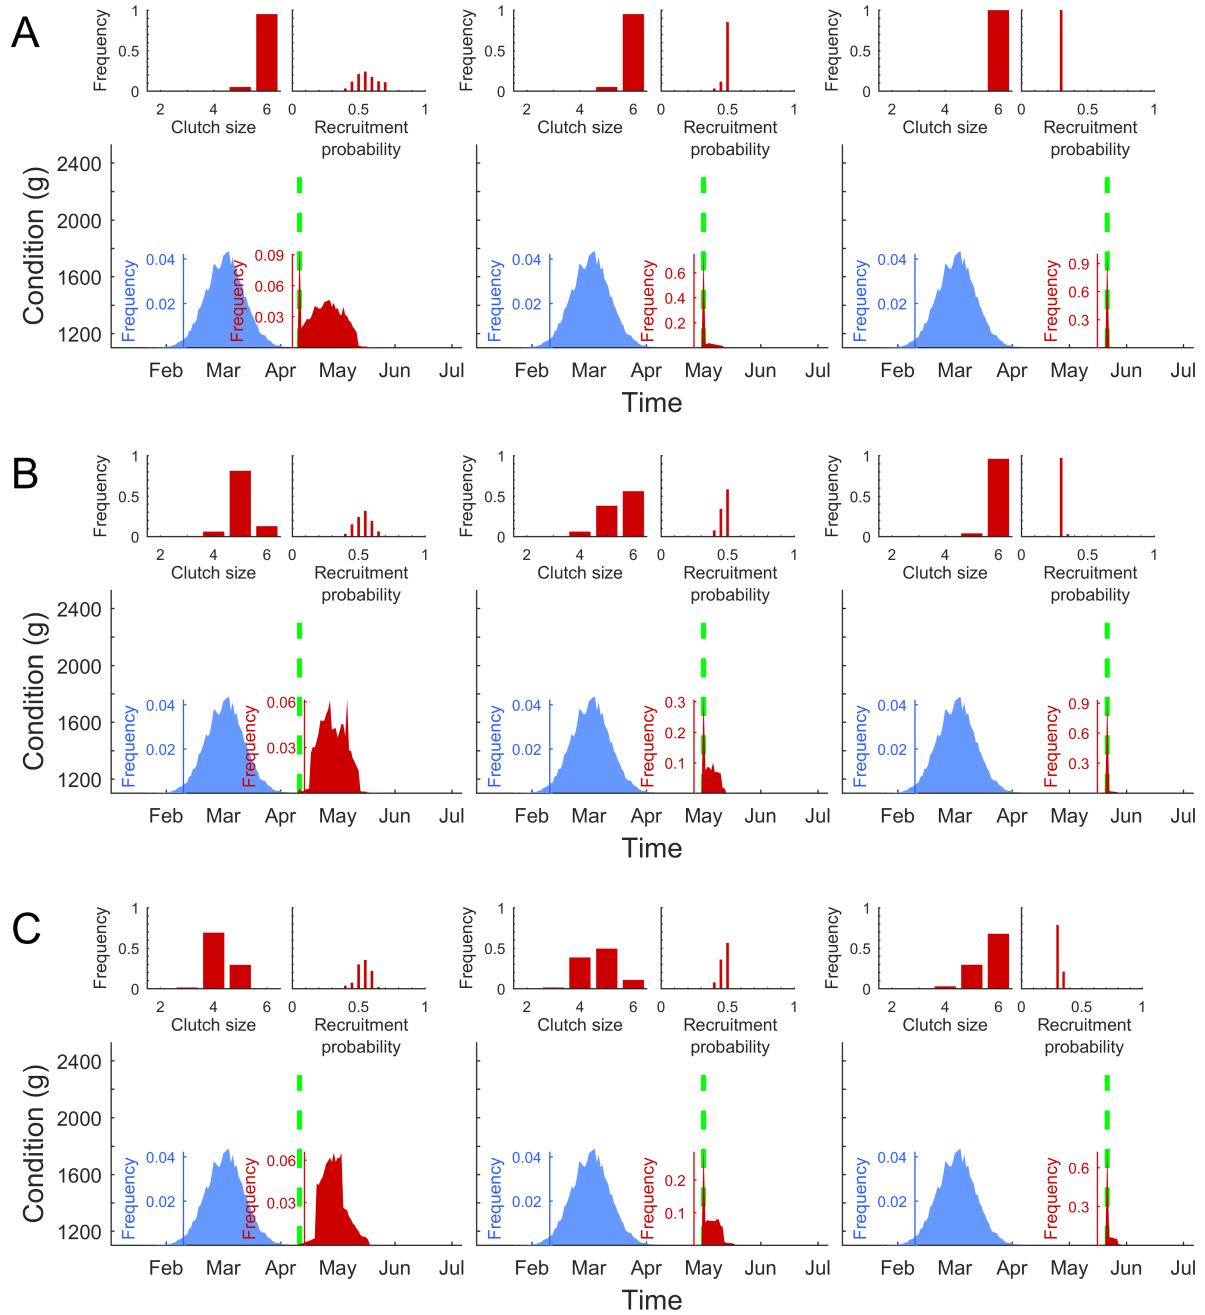 A
Frequency
1
0.5
0
2 4 6
Clutch size
0 0.5 1
Recruitment
probability
Frequency
1
0.5
0
2 4 6
Clutch size
0 0.5 1
Recruitment
probability
Frequency
1
0.5
0
2 4 6
Clutch size
0 0.5 1
Recruitment
probability
Condition (g)
2400
2000
1600
1200
Frequency
0.04
0.02
Frequency
0.09
0.06
0.03
Feb Mar Apr May Jun Jul
Frequency
0.04
0.02
Frequency
0.6
0.4
0.2
Feb Mar Apr May Jun Jul
Frequency
0.04
0.02
Frequency
0.9
0.6
0.3
Feb Mar Apr May Jun Jul
Time
B
Frequency
1
0.5
0
2 4 6
Clutch size
0 0.5 1
Recruitment
probability
Frequency
1
0.5
0
2 4 6
Clutch size
0 0.5 1
Recruitment
probability
Frequency
1
0.5
0
2 4 6
Clutch size
0 0.5 1
Recruitment
probability
Condition (g)
2400
2000
1600
1200
Frequency
0.04
0.02
Frequency
0.06
0.03
Feb Mar Apr May Jun Jul
Frequency
0.04
0.02
Frequency
0.3
0.2
0.1
Feb Mar Apr May Jun Jul
Frequency
0.04
0.02
Frequency
0.9
0.6
0.3
Feb Mar Apr May Jun Jul
Time
C
Frequency
1
0.5
0
2 4 6
Clutch size
0 0.5 1
Recruitment
probability
Frequency
1
0.5
0
2 4 6
Clutch size
0 0.5 1
Recruitment
probability
Frequency
1
0.5
0
2 4 6
Clutch size
0 0.5 1
Recruitment
probability
Condition (g)
2400
2000
1600
1200
Frequency
0.04
0.02
Frequency
0.06
0.03
Feb Mar Apr May Jun Jul
Frequency
0.04
0.02
Frequency
0.2
0.1
Feb Mar Apr May Jun Jul
Frequency
0.04
0.02
Frequency
0.6
0.3
Feb Mar Apr May Jun Jul
Time